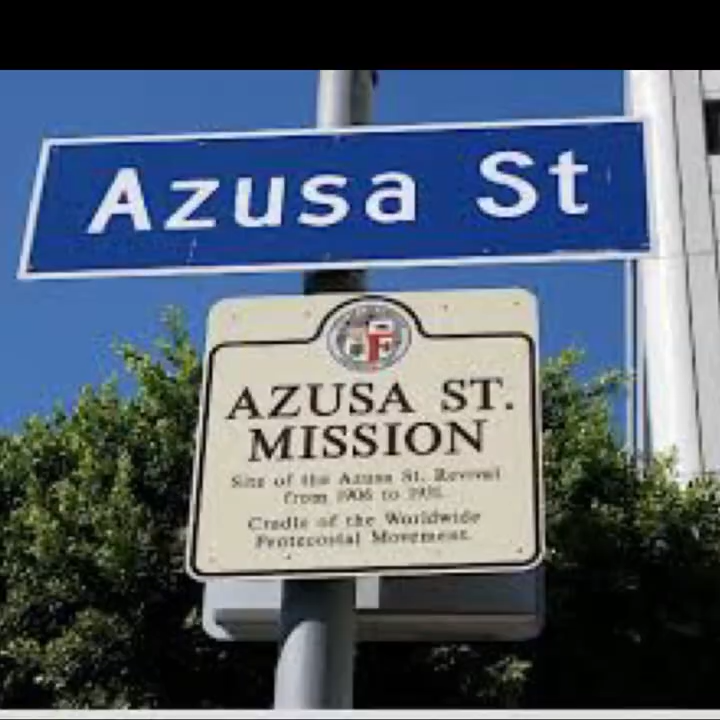 Azusa St
AZUSA ST.
MISSION
Site of the Azusa St. Revival
from 1906 to 1931.
Cradle of the Worldwide
Pentecostal Movement.